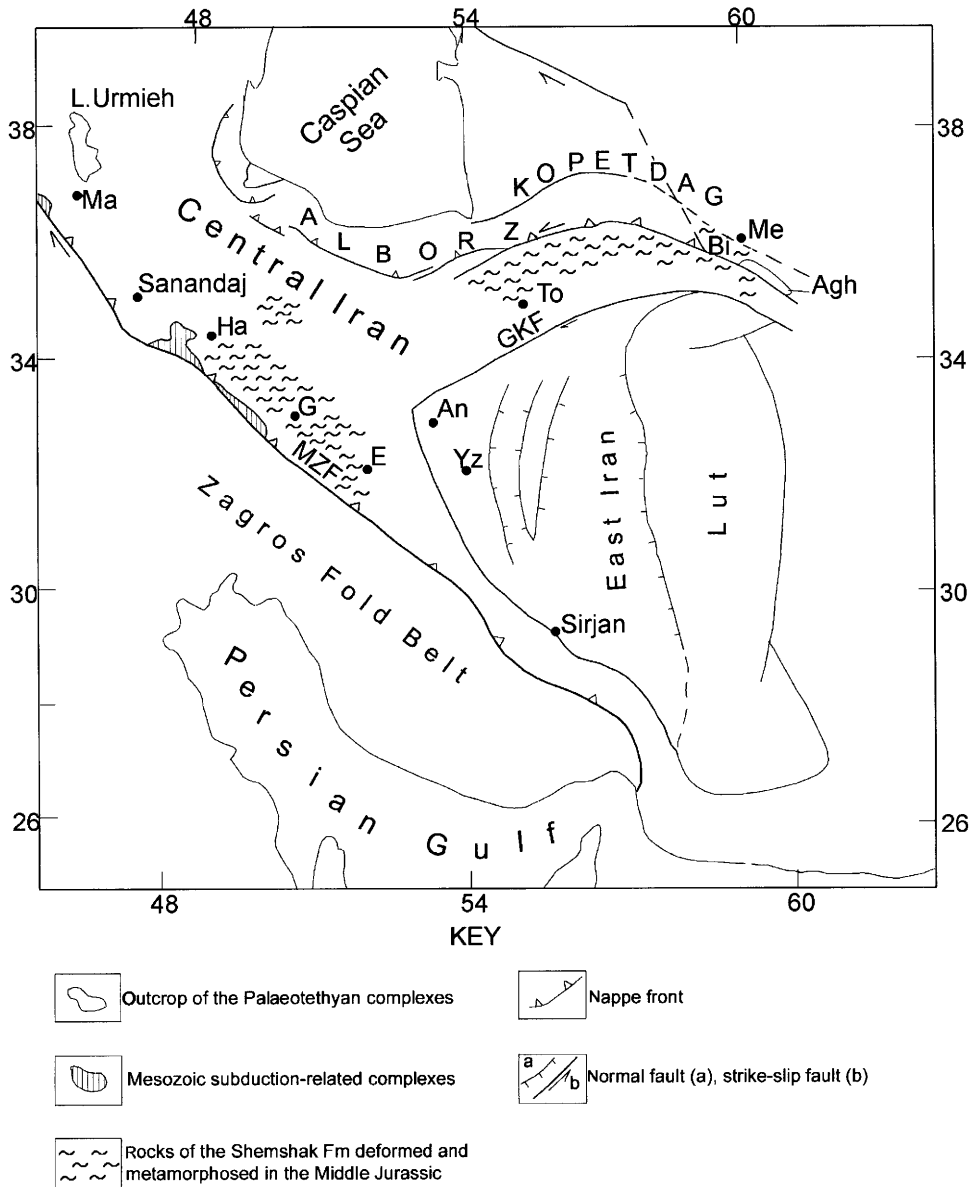 48 54 60
L.Urmieh
Caspian
Sea
38 38
KOPETDAG
Ma
ALBORZ
Central Iran
Me
Bi
Sanandaj
To
Agh
Ha
GKF
34 34
G
An
E
Yz
MZF
East Iran
Lut
Zagros Fold Belt
30 30
Sirjan
Persian Gulf
26 26
48 54 60
KEY
Outcrop of the Palaeotethyan complexes
Nappe front
Mesozoic subduction-related complexes
a
b
Normal fault (a), strike-slip fault (b)
Rocks of the Shemshak Fm deformed and
metamorphosed in the Middle Jurassic